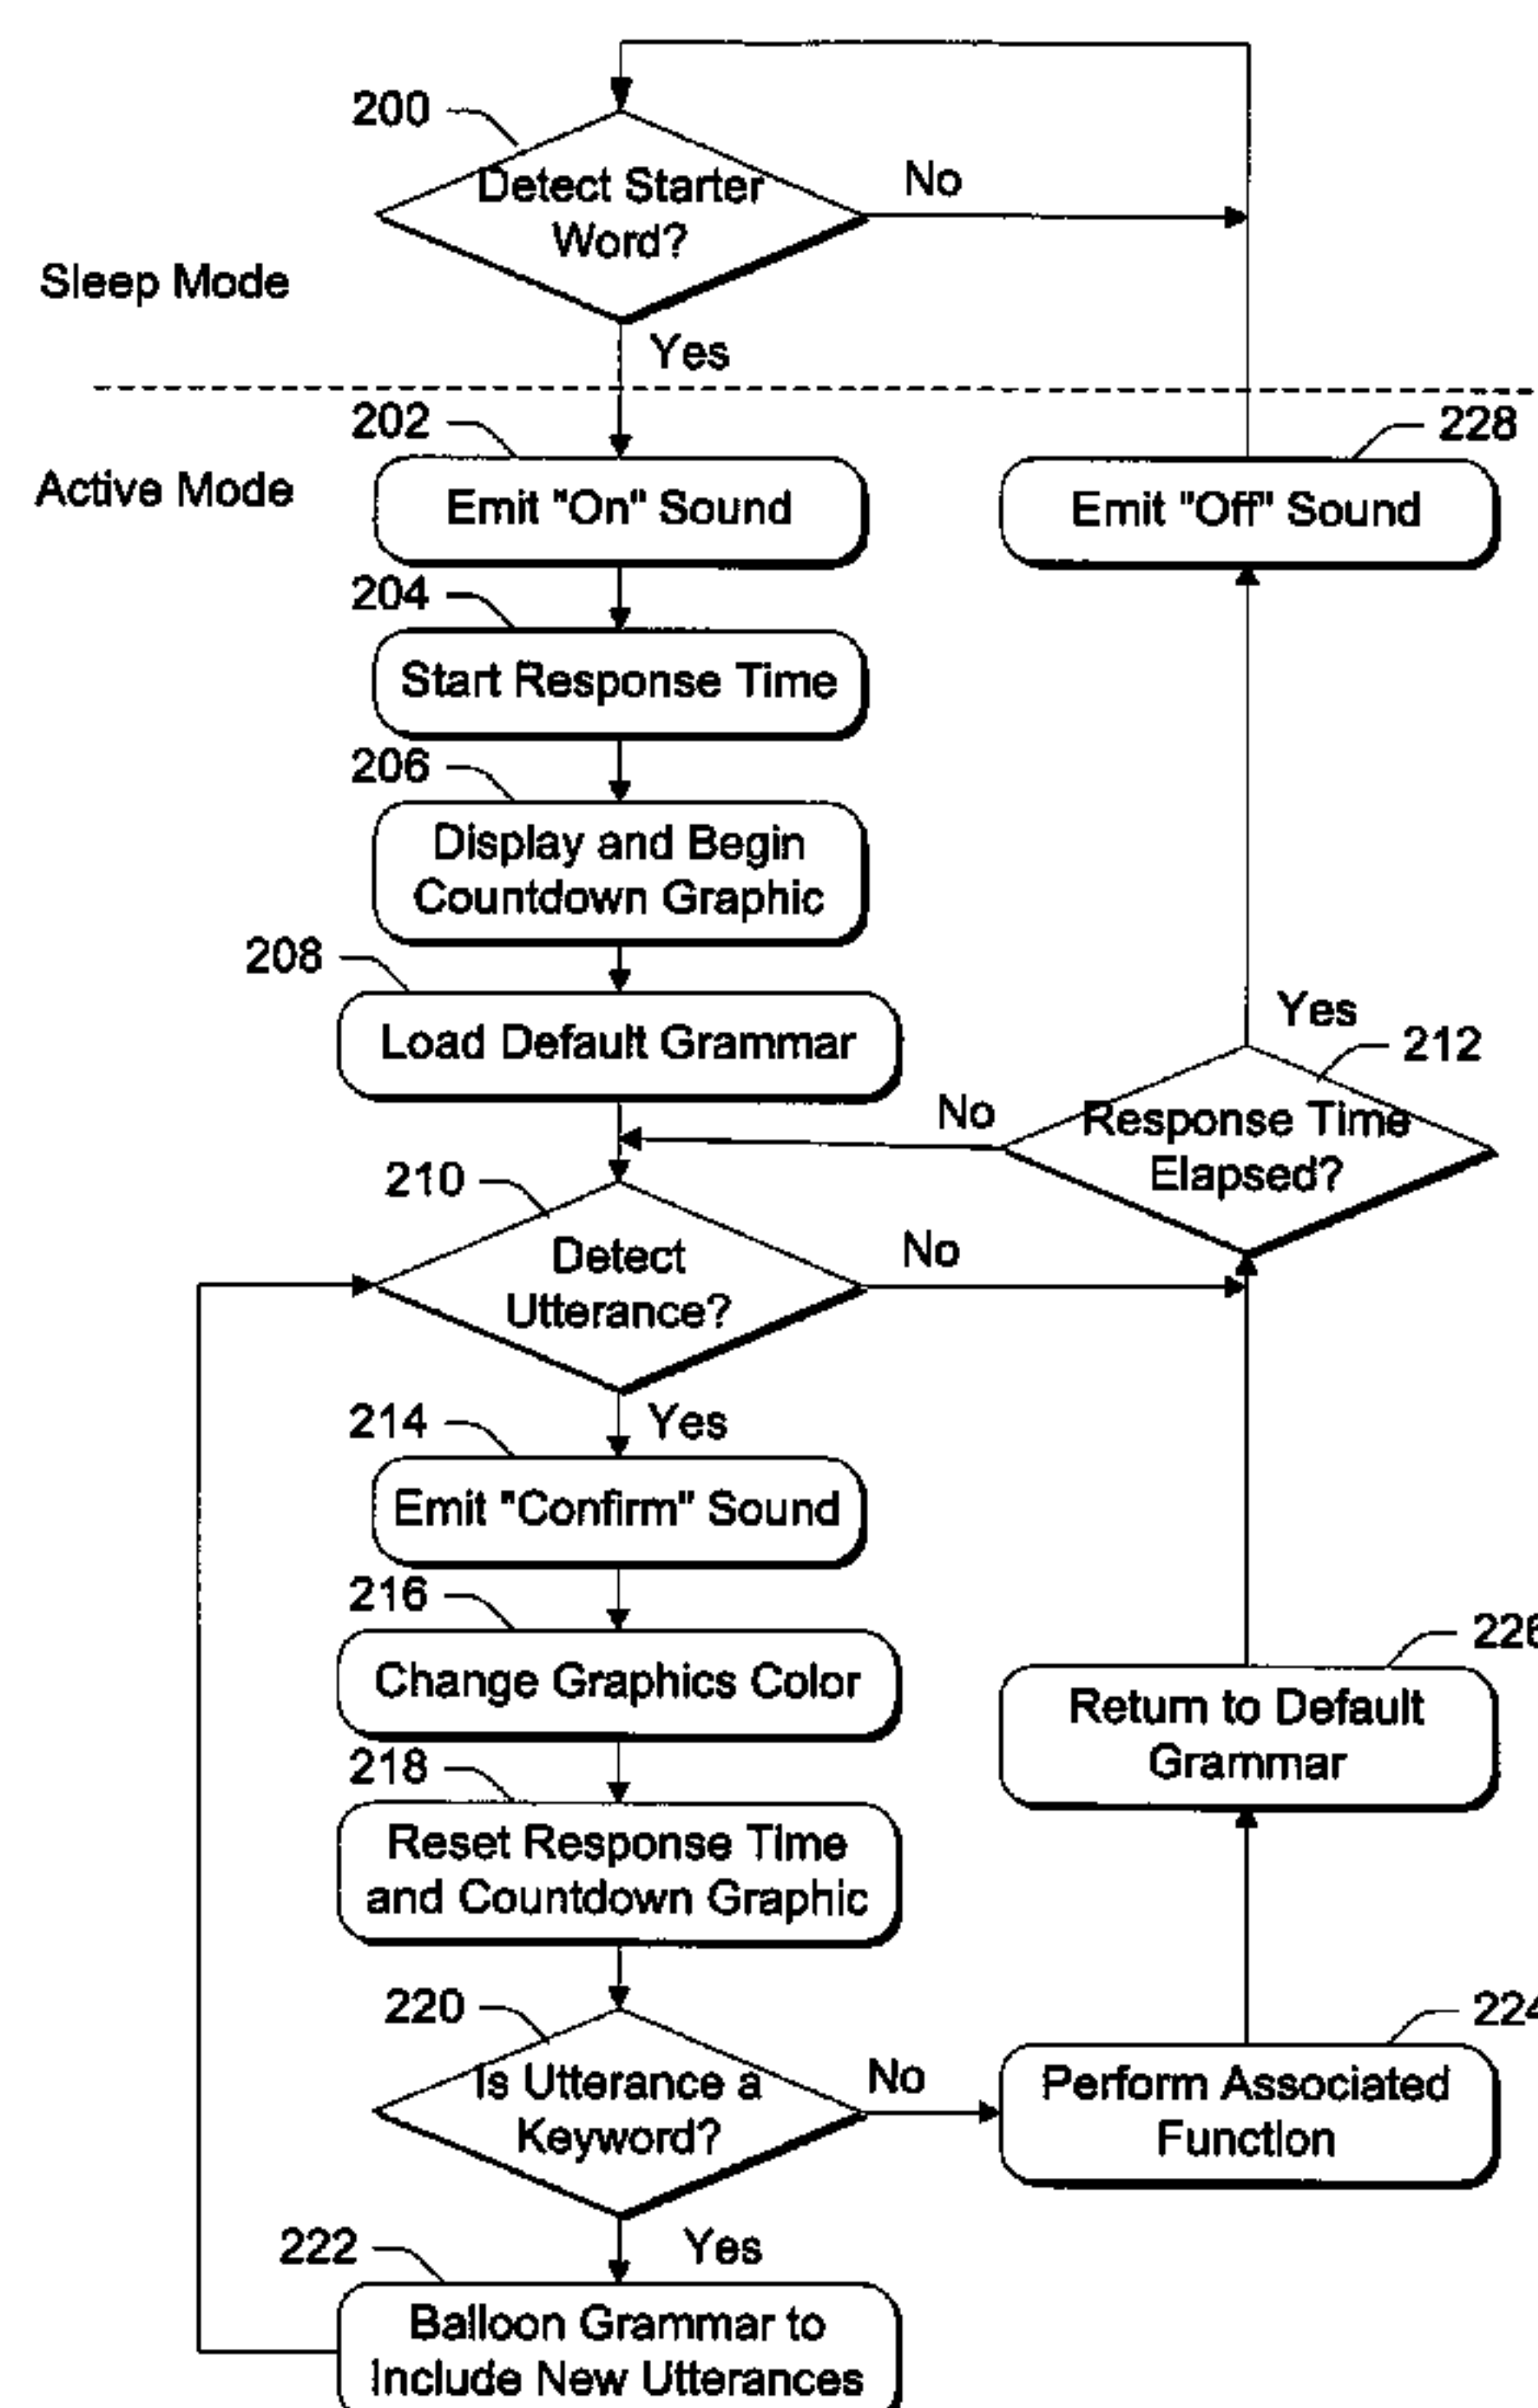 200
Detect Starter
Word?
No
Sleep Mode
Yes
202
228
Active Mode
Emit "On" Sound
Emit "Off" Sound
204
Start Response Time
206
Display and Begin
Countdown Graphic
208
Load Default Grammar
Yes
212
No
Response Time
Elapsed?
210
Detect
Utterance?
No
214
Yes
Emit "Confirm" Sound
216
Change Graphics Color
226
Return to Default
Grammar
218
Reset Response Time
and Countdown Graphic
220
Is Utterance a
Keyword?
No
224
Perform Associated
Function
222
Yes
Balloon Grammar to
Include New Utterances